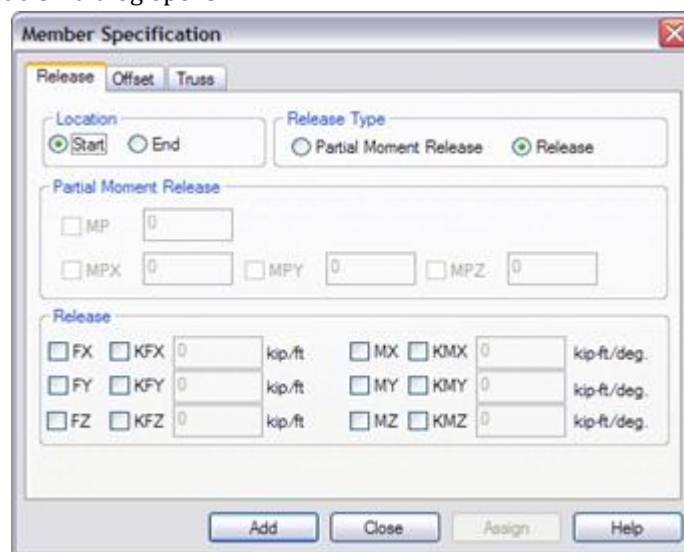 Member Specification
Release Offset Truss
Location Release Type
Start End Partial Moment Release Release
Partial Moment Release
MP 0
MPX 0 MPY 0 MPZ 0
Release
FX KFX 0 kip/ft MX KMX 0 kip-ft/deg.
FY KFY 0 kip/ft MY KMY 0 kip-ft/deg.
FZ KFZ 0 kip/ft MZ KMZ 0 kip-ft/deg.
Add Close Assign Help